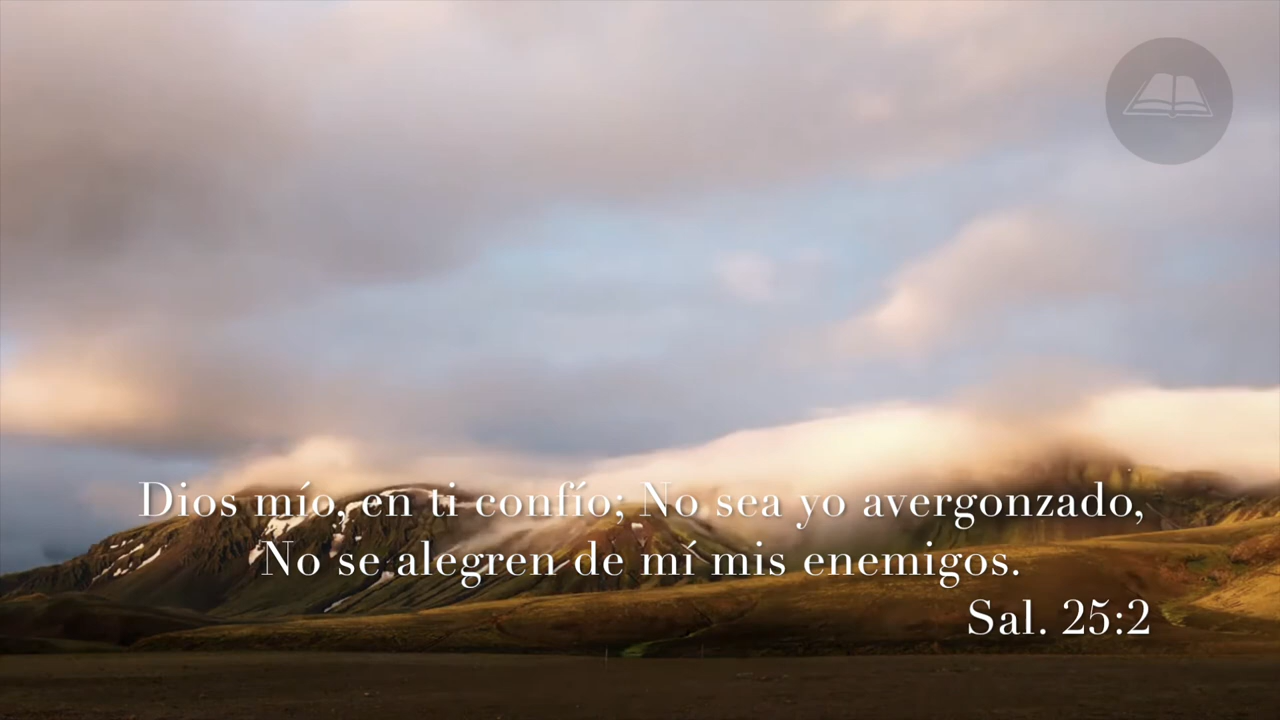 Dios mío, en ti confío; No sea yo avergonzado,
No se alegren de mí mis enemigos.
Sal. 25:2